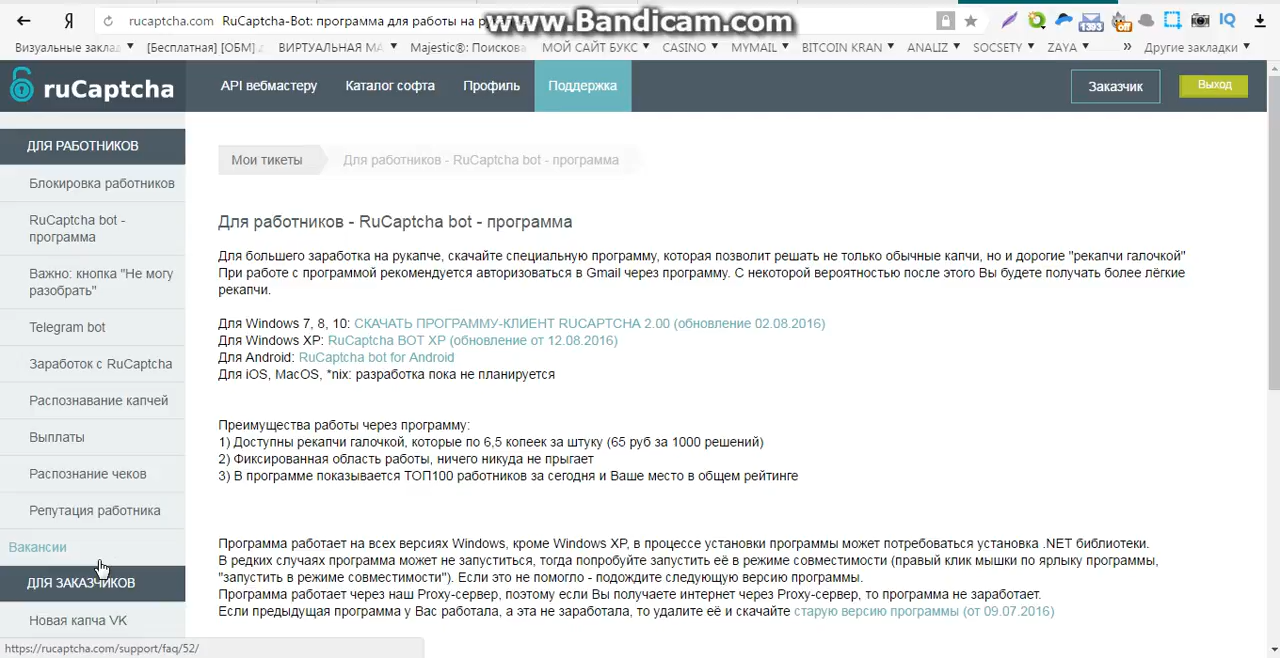 rucaptcha.com RuCaptcha-Bot: программа для работы на
www.Bandicam.com
Визуальные заклад
[Бесплатная] [ОБМ]
ВИРТУАЛЬНАЯ МА
Majestic®: Поискова
МОЙ САЙТ БУКС
CASINO
MYMAIL
BITCOIN KRAN
ANALIZ
SOCSETY
ZAYA
» Другие закладки
ruCaptcha
API вебмастеру
Каталог софта
Профиль
Поддержка
Заказчик
Выход
ДЛЯ РАБОТНИКОВ
Блокировка работников
RuCaptcha bot -
программа
Важно: кнопка "Не могу
разобрать"
Telegram bot
Заработок с RuCaptcha
Распознавание капчей
Выплаты
Распознание чеков
Репутация работника
Вакансии
ДЛЯ ЗАКАЗЧИКОВ
Новая капча VK
Мои тикеты
Для работников - RuCaptcha bot - программа
Для работников - RuCaptcha bot - программа
Для большего заработка на рукапче, скачайте специальную программу, которая позволит решать не только обычные капчи, но и дорогие "рекапчи галочкой"
При работе с программой рекомендуется авторизоваться в Gmail через программу. С некоторой вероятностью после этого Вы будете получать более лёгкие
рекапчи.
Для Windows 7, 8, 10: СКАЧАТЬ ПРОГРАММУ-КЛИЕНТ RUCAPTCHA 2.00 (обновление 02.08.2016)
Для Windows XP: RuCaptcha BOT XP (обновление от 12.08.2016)
Для Android: RuCaptcha bot for Android
Для iOS, MacOS, *nix: разработка пока не планируется
Преимущества работы через программу:
1) Доступны рекапчи галочкой, которые по 6,5 копеек за штуку (65 руб за 1000 решений)
2) Фиксированная область работы, ничего никуда не прыгает
3) В программе показывается ТОП100 работников за сегодня и Ваше место в общем рейтинге
Программа работает на всех версиях Windows, кроме Windows XP, в процессе установки программы может потребоваться установка .NET библиотеки.
В редких случаях программа может не запуститься, тогда попробуйте запустить её в режиме совместимости (правый клик мышки по ярлыку программы,
"запустить в режиме совместимости"). Если это не помогло - подождите следующую версию программы.
Программа работает через наш Proxy-сервер, поэтому если Вы получаете интернет через Proxy-сервер, то программа не заработает.
Если предыдущая программа у Вас работала, а эта не заработала, то удалите её и скачайте старую версию программы (от 09.07.2016)
https://rucaptcha.com/support/faq/52/